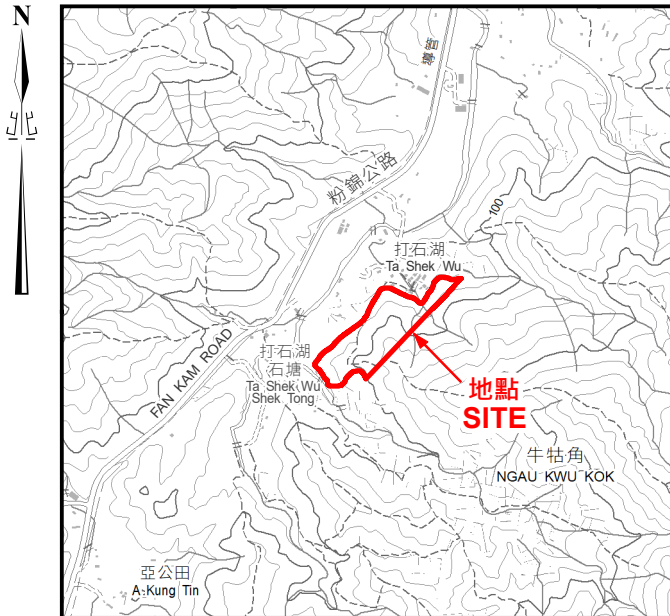 N
導管
粉錦公路
100
打石湖
Ta Shek Wu
FAN KAM ROAD
打石湖
石塘
Ta Shek Wu
Shek Tong
地點
SITE
牛牯角
NGAU KWU KOK
亞公田
A Kung Tin